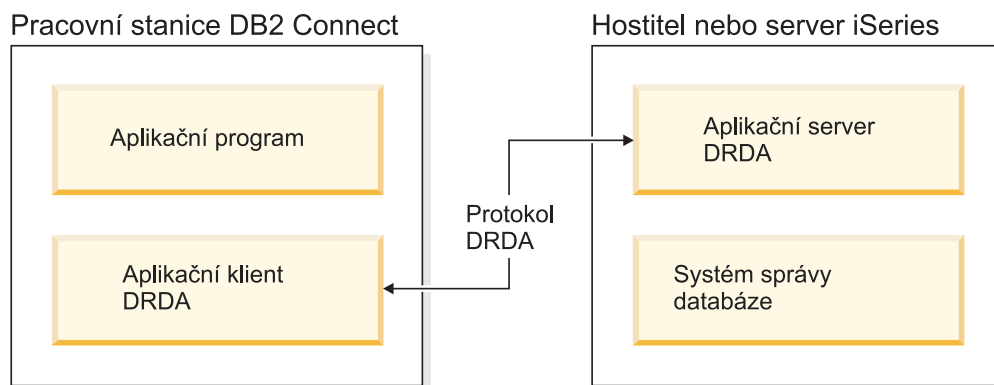 Pracovní stanice DB2 Connect
Aplikační program
Aplikační klient
DRDA
Protokol
DRDA
Hostitel nebo server iSeries
Aplikační server
DRDA
Systém správy
databáze